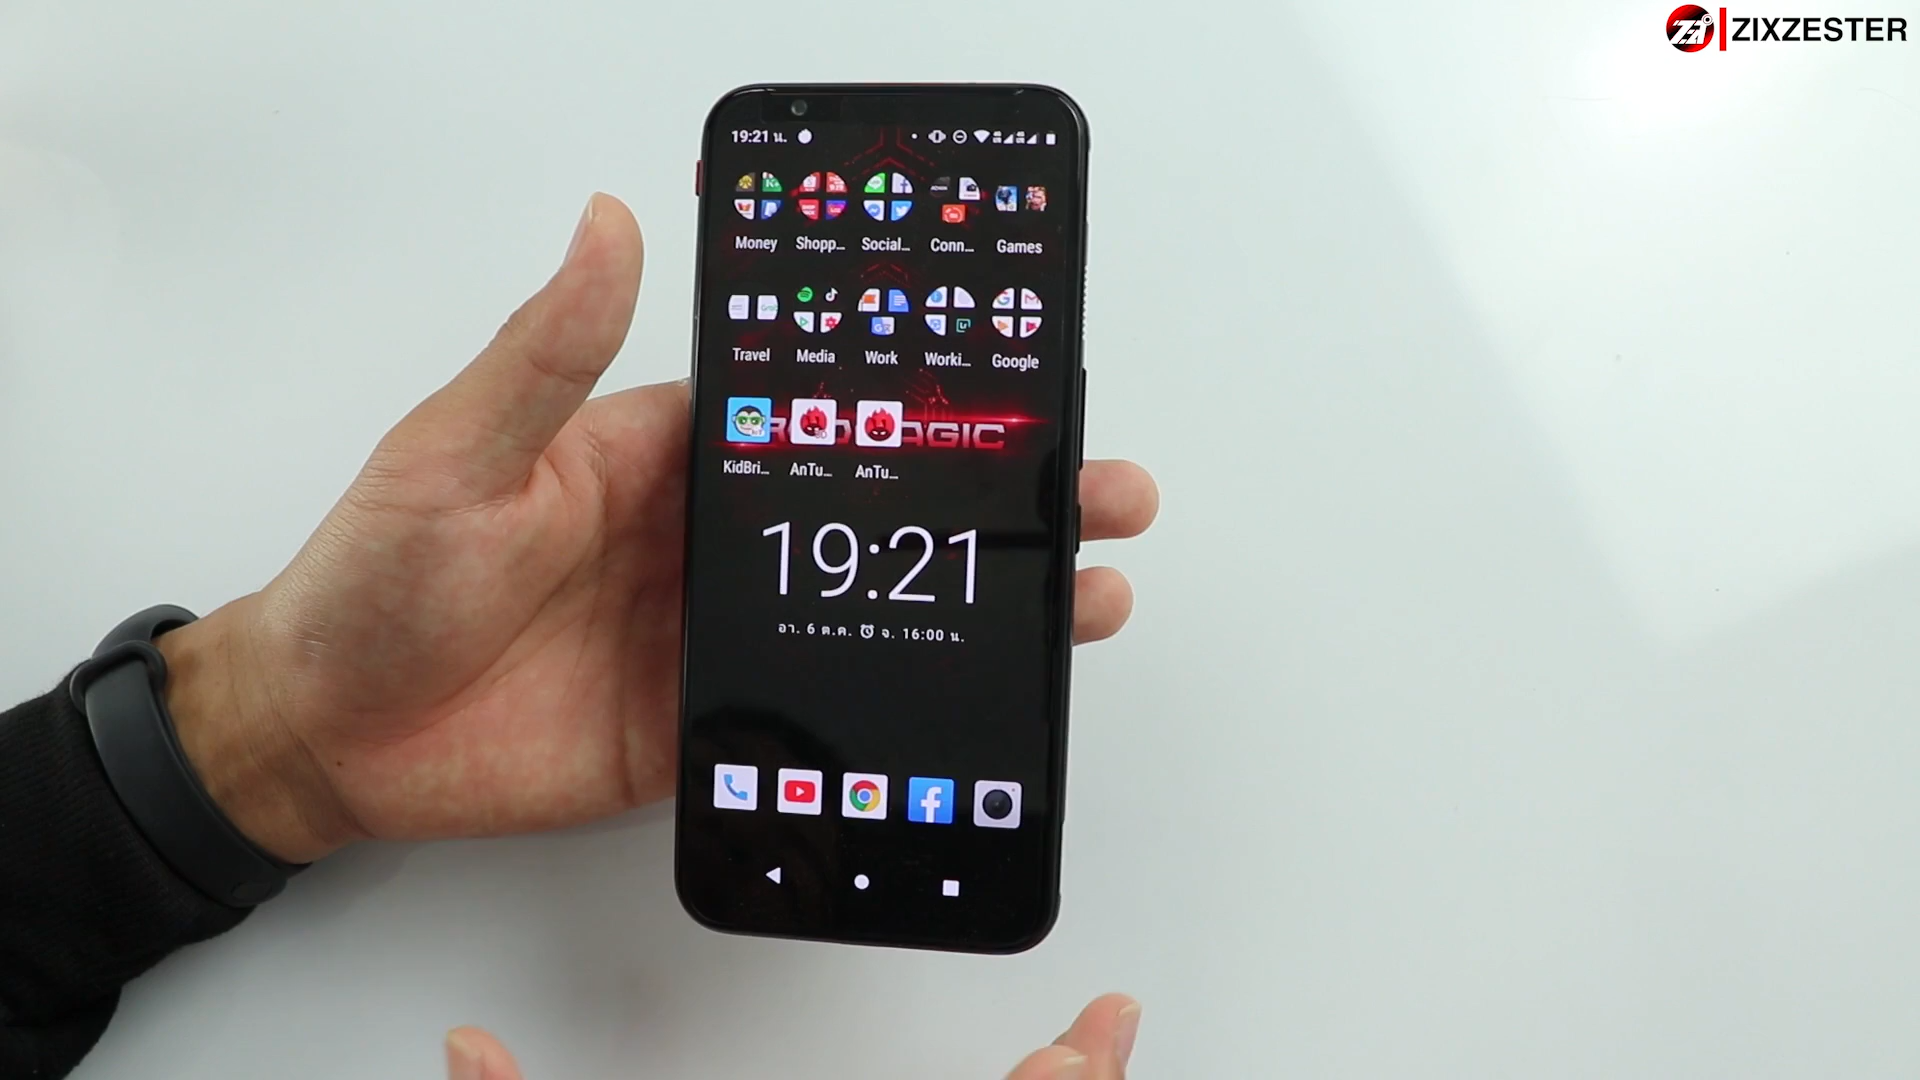 ZIXZESTER
19:21 น.
Money Shopp... Social... Conn... Games
Travel Media Work Worki... Google
KidBri... AnTu... AnTu...
19:21
อา. 6 ต.ค. จ. 16:00 น.